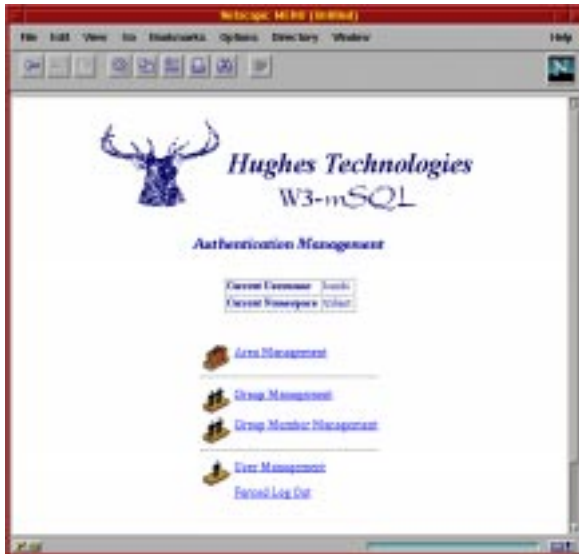 Netscape: MENU (Untitled)
File Edit View Go Bookmarks Options Directory Window Help
N
Hughes Technologies
W3-mSQL
Authentication Management
Current Username bambi
Current Namespace
Area Management
Group Management
Group Member Management
User Management
Forced Log Out